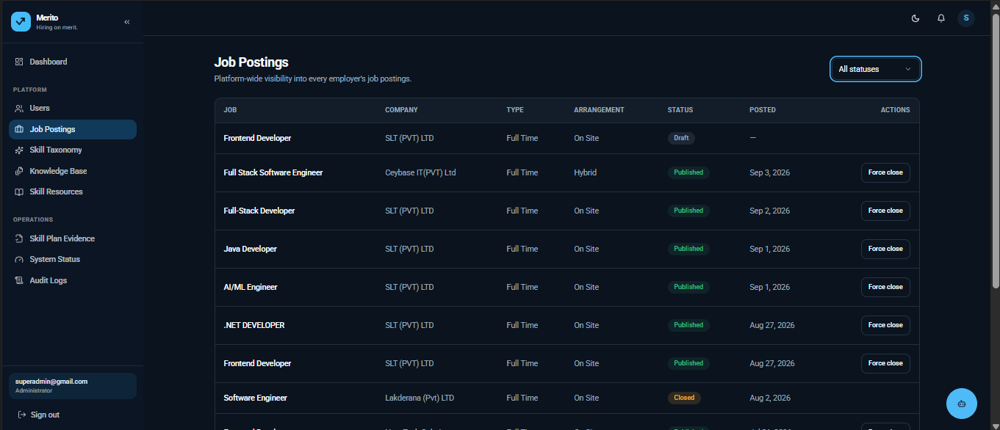 Merito
Hiring on merit.
«
S
Dashboard
PLATFORM
Users
Job Postings
Skill Taxonomy
Knowledge Base
Skill Resources
OPERATIONS
Skill Plan Evidence
System Status
Audit Logs
superadmin@gmail.com
Administrator
Sign out
Job Postings
Platform-wide visibility into every employer's job postings.
All statuses
JOB COMPANY TYPE ARRANGEMENT STATUS POSTED ACTIONS
Frontend Developer SLT (PVT) LTD Full Time On Site Draft —
Full Stack Software Engineer Ceybase IT(PVT) Ltd Full Time Hybrid Published Sep 3, 2026 Force close
Full-Stack Developer SLT (PVT) LTD Full Time On Site Published Sep 2, 2026 Force close
Java Developer SLT (PVT) LTD Full Time On Site Published Sep 1, 2026 Force close
AI/ML Engineer SLT (PVT) LTD Full Time On Site Published Sep 1, 2026 Force close
.NET DEVELOPER SLT (PVT) LTD Full Time On Site Published Aug 27, 2026 Force close
Frontend Developer SLT (PVT) LTD Full Time On Site Published Aug 27, 2026 Force close
Software Engineer Lakderana (Pvt) LTD Full Time On Site Closed Aug 2, 2026